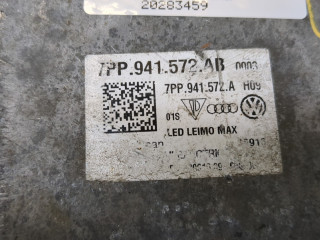 20283459
7PP.941.572.AB 0003
7PP.941.572.A H09
01S
LED LEIMO MAX